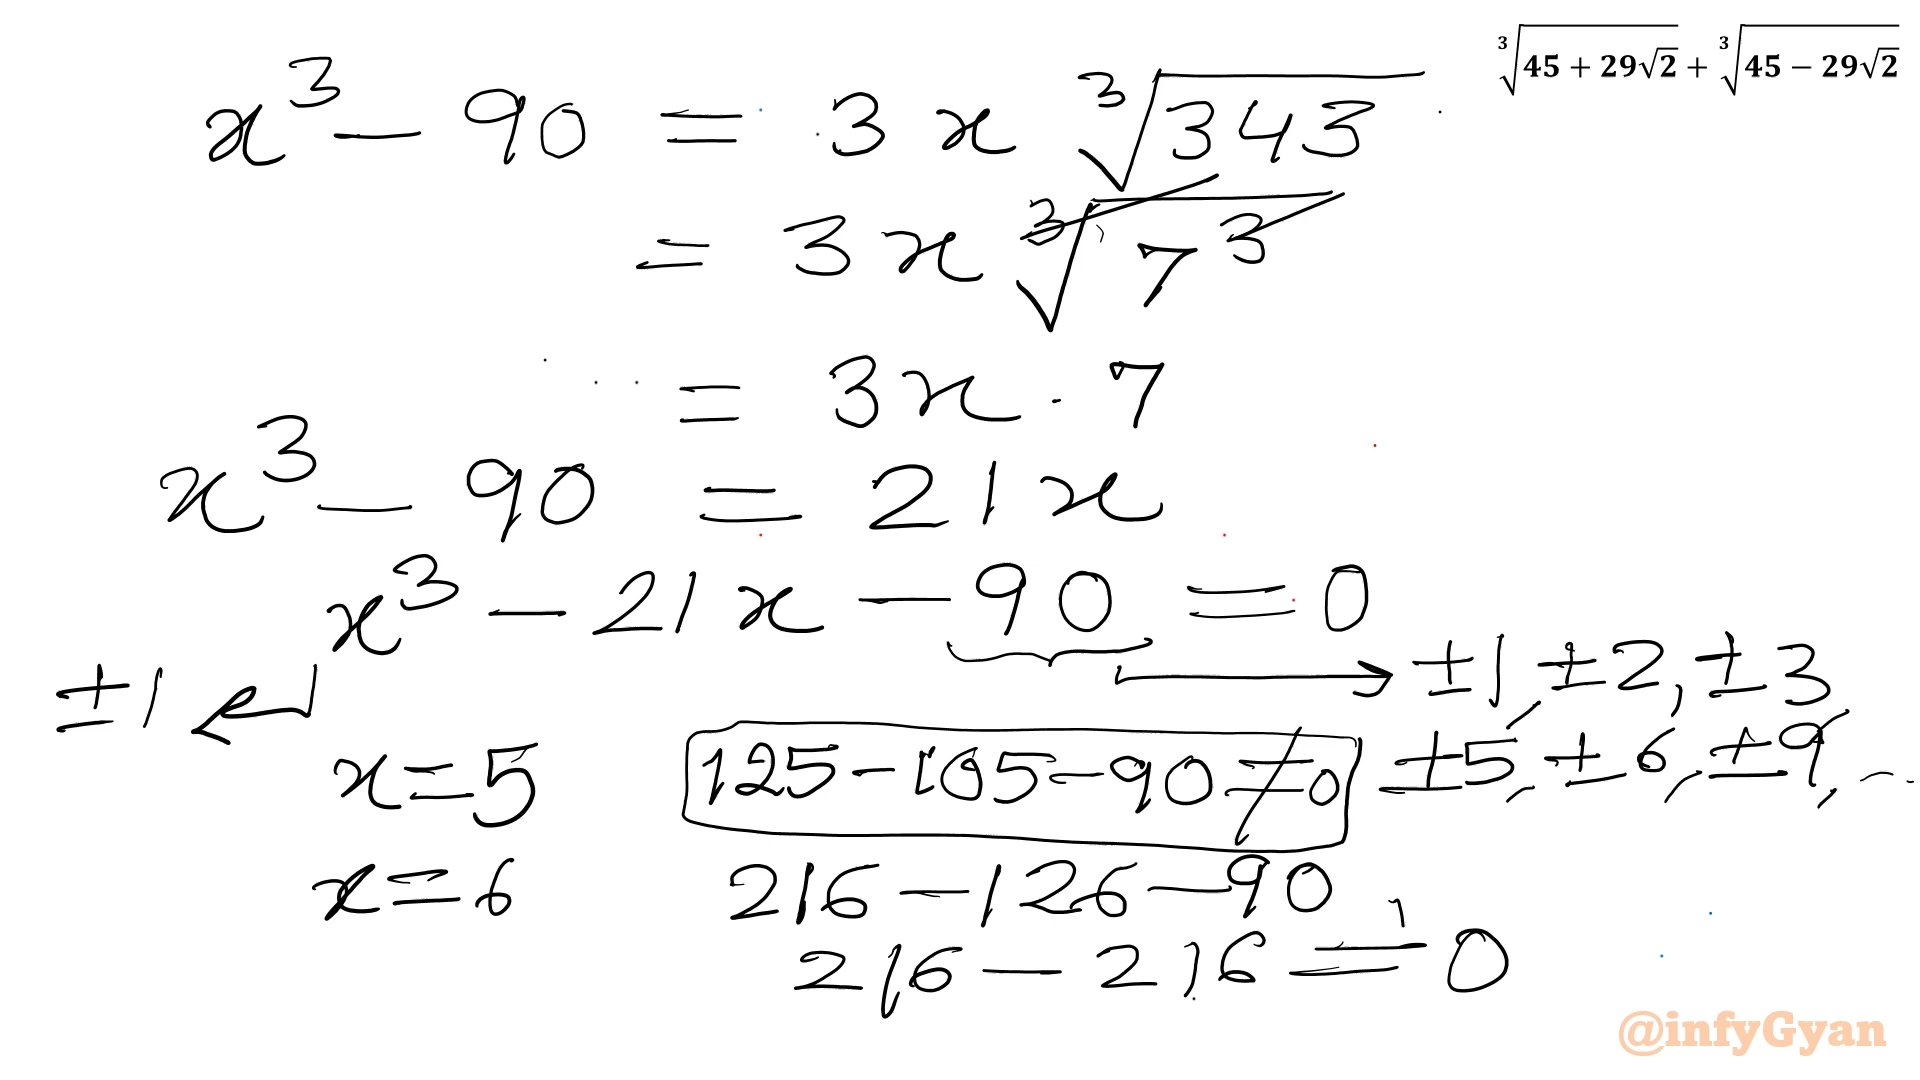 ∛(45 + 29√2) + ∛(45 − 29√2)
x³ − 90 = 3x ∛343
= 3x ∛7³
= 3x · 7
x³ − 90 = 21x
x³ − 21x − 90 = 0
±1 ±1, ±2, ±3
x = 5 125 − 105 − 90 ≠ 0 ±5, ±6, ±9, --
x = 6 216 − 126 − 90
216 − 216 = 0
@infyGyan